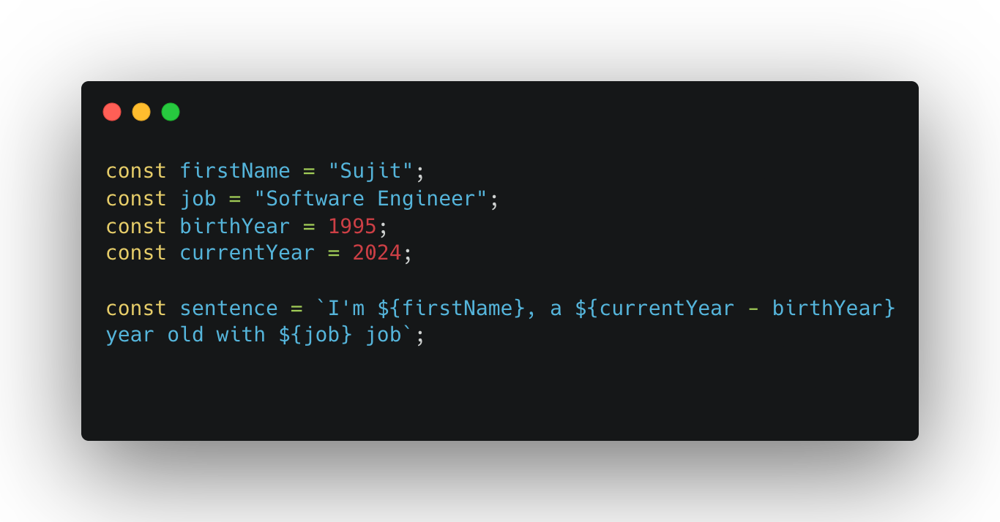 const firstName = "Sujit";
const job = "Software Engineer";
const birthYear = 1995;
const currentYear = 2024;
const sentence = `I'm ${firstName}, a ${currentYear - birthYear}
year old with ${job} job`;